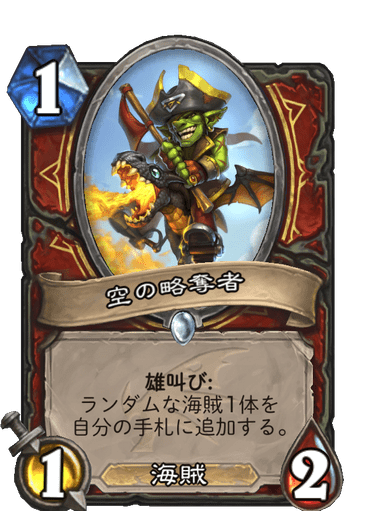 1
空の略奪者
雄叫び:
ランダムな海賊1体を
自分の手札に追加する。
1
海賊
2